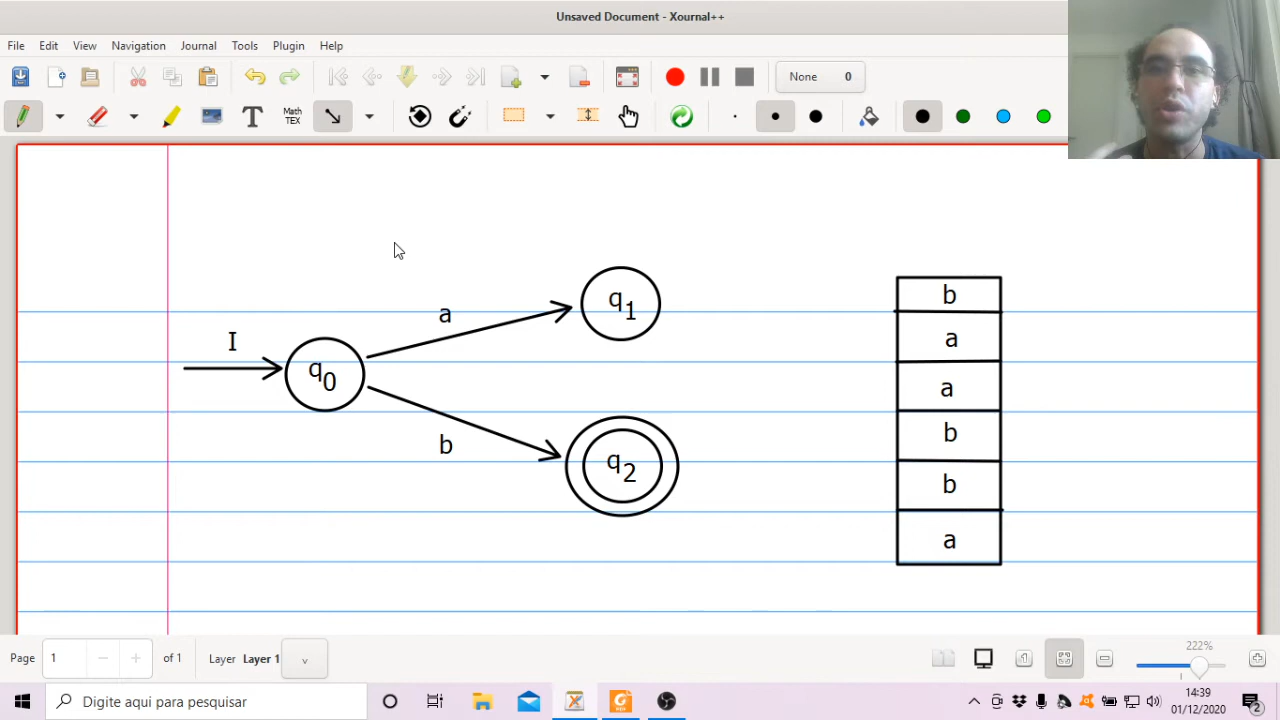 Unsaved Document - Xournal++
File Edit View Navigation Journal Tools Plugin Help
None 0
T Math TEX
I
q0
a
b
q1
q2
b
a
a
b
b
a
Page 1 of 1 Layer Layer 1 222%
Digite aqui para pesquisar
14:39
01/12/2020
2